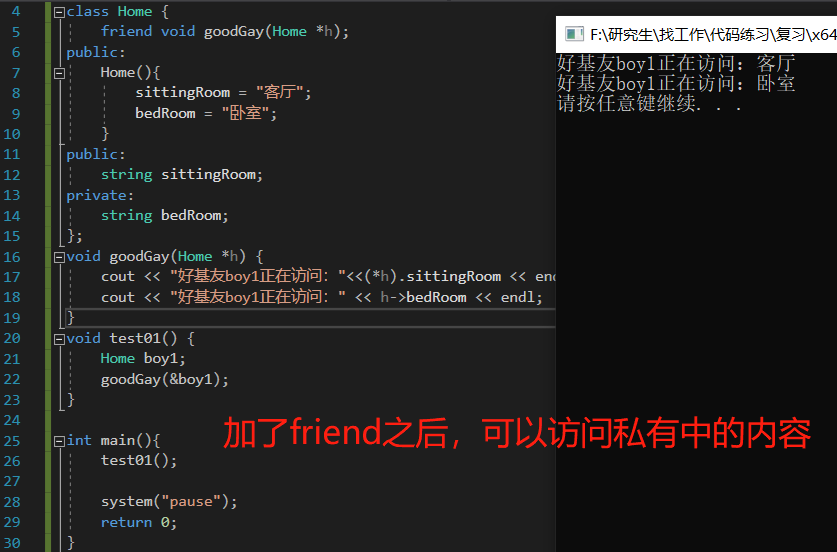 4 class Home {
5 friend void goodGay(Home *h);
6 public:
7 Home(){
8 sittingRoom = "客厅";
9 bedRoom = "卧室";
10 }
11 public:
12 string sittingRoom;
13 private:
14 string bedRoom;
15 };
16 void goodGay(Home *h) {
17 cout << "好基友boy1正在访问: "<<(*h).sittingRoom << en
18 cout << "好基友boy1正在访问: " << h->bedRoom << endl;
19 }
20 void test01() {
21 Home boy1;
22 goodGay(&boy1);
23 }
24
25 int main(){
26 test01();
27
28 system("pause");
29 return 0;
30 }
F:\研究生\找工作\代码练习\复习\x64
好基友boy1正在访问: 客厅
好基友boy1正在访问: 卧室
请按任意键继续. . .
加了friend之后，可以访问私有中的内容